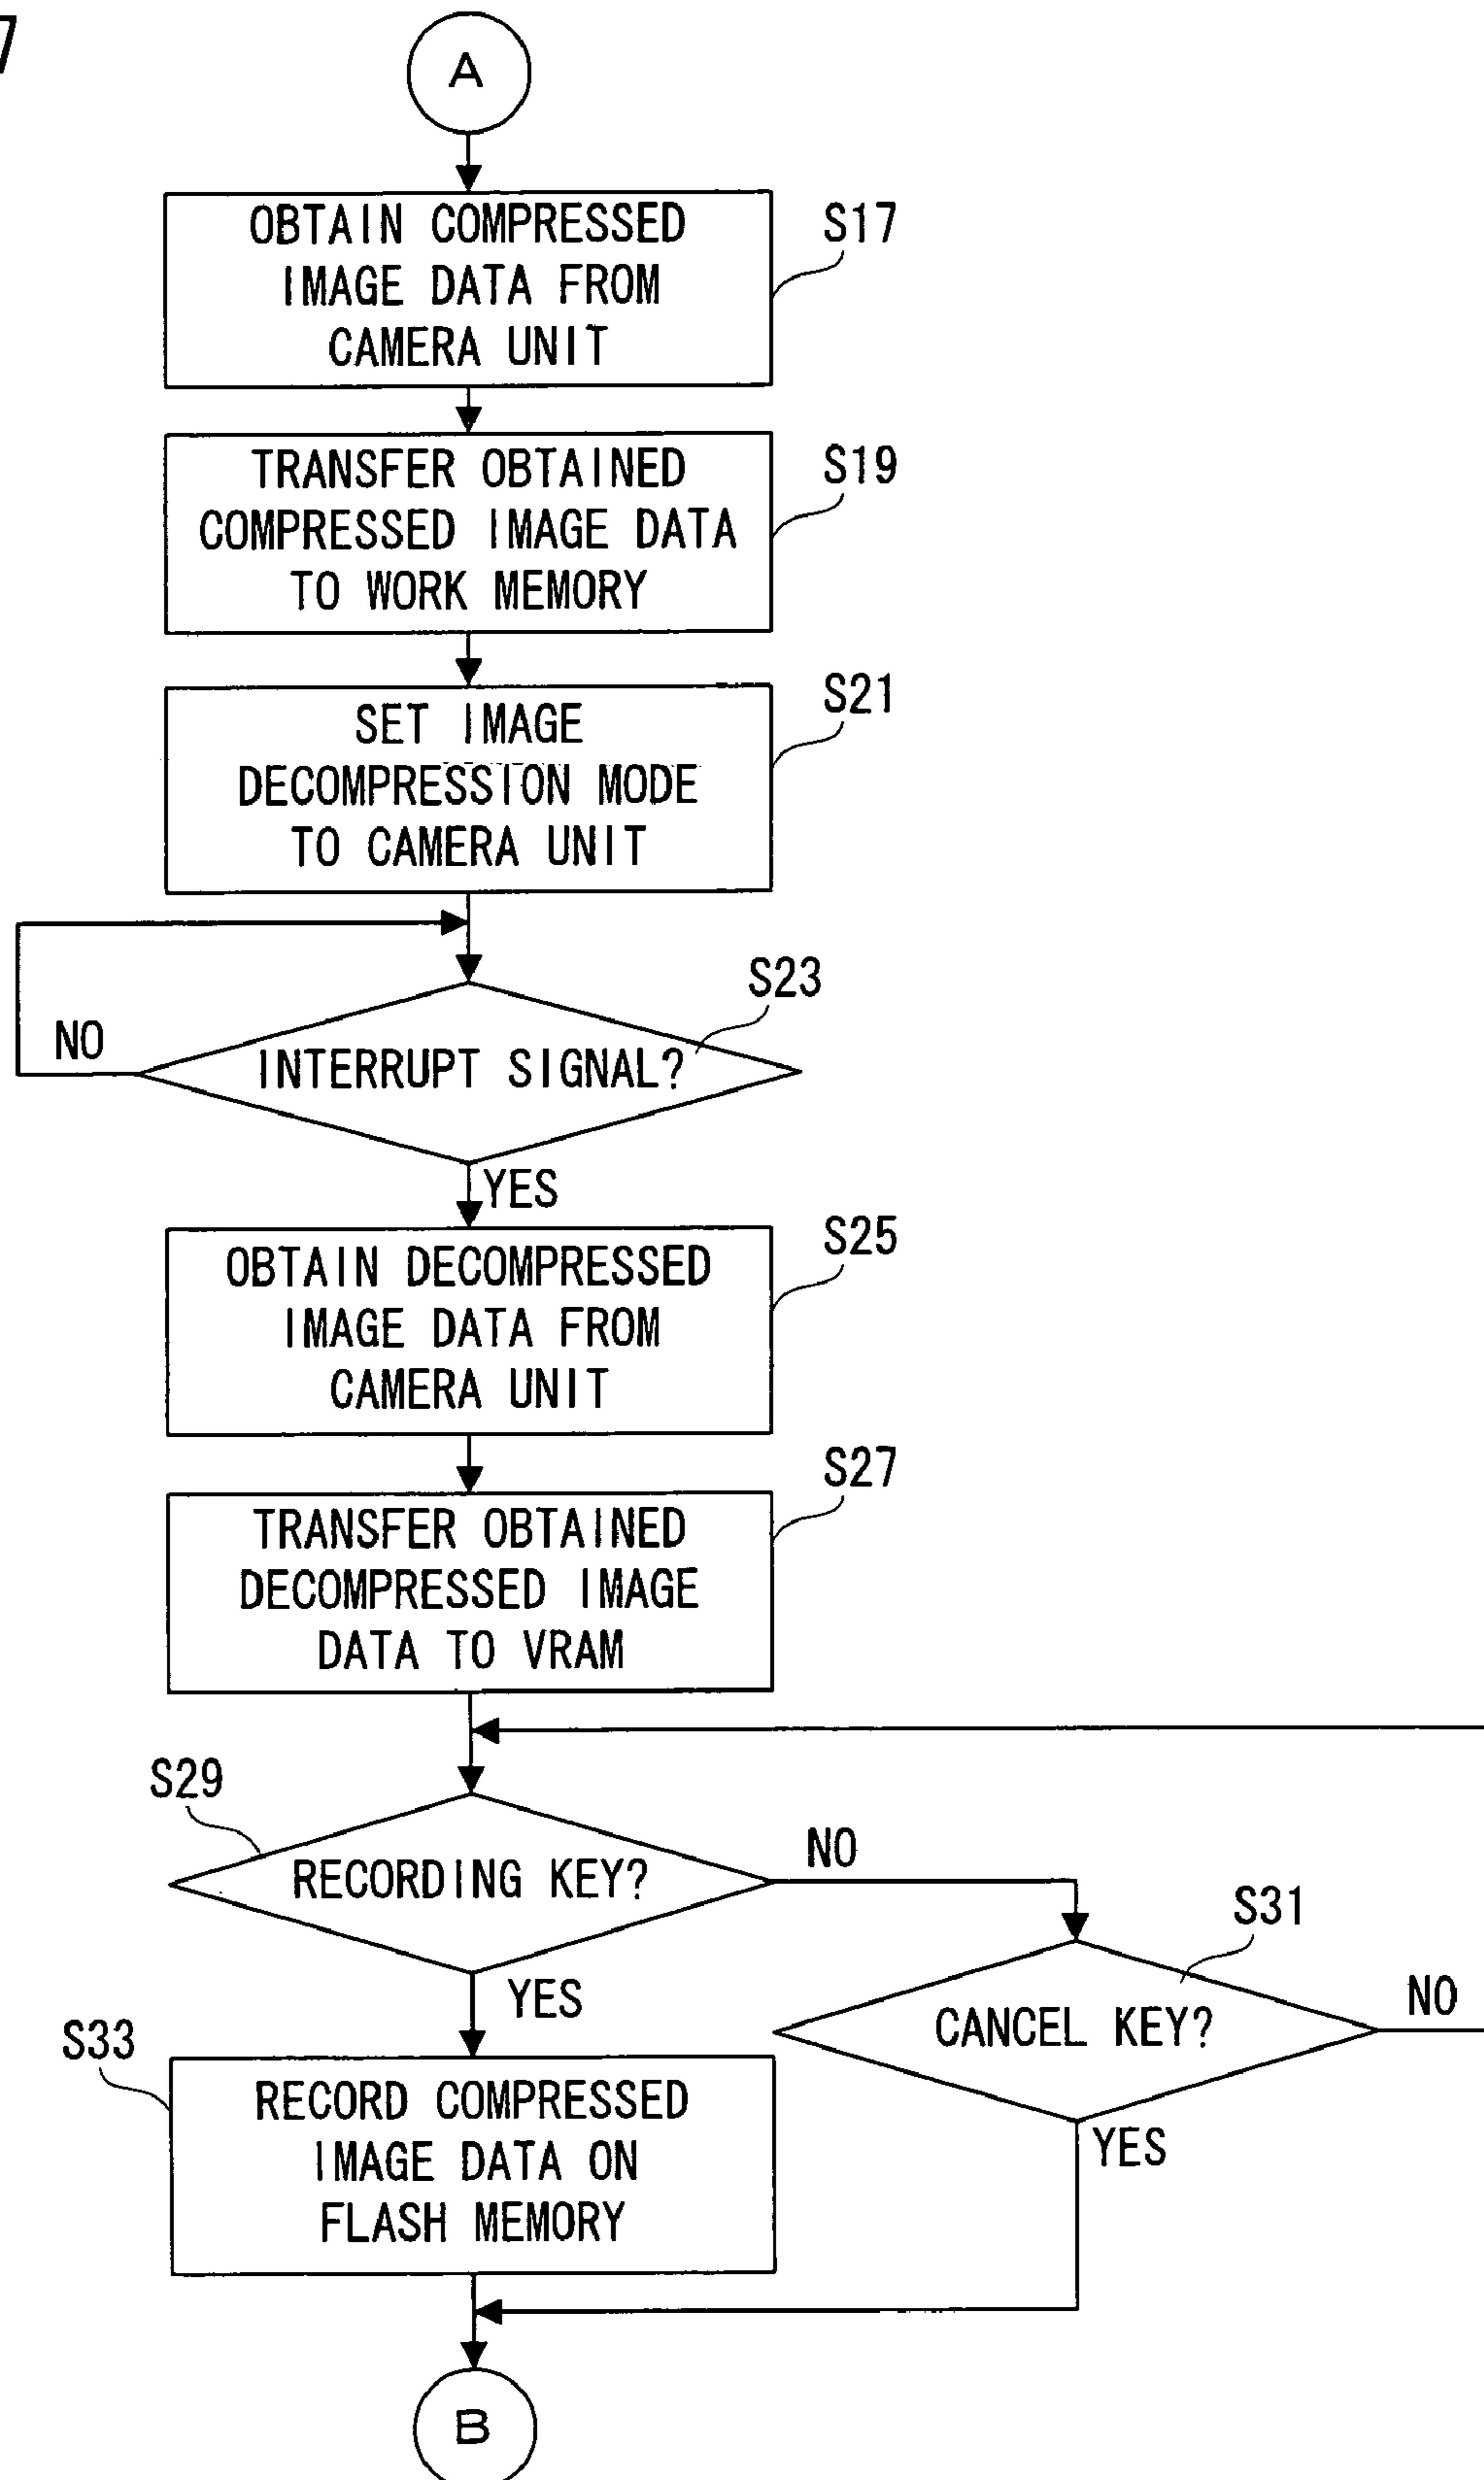 7
A
OBTAIN COMPRESSED
IMAGE DATA FROM
CAMERA UNIT
S17
TRANSFER OBTAINED
COMPRESSED IMAGE DATA
TO WORK MEMORY
S19
SET IMAGE
DECOMPRESSION MODE
TO CAMERA UNIT
S21
S23
NO
INTERRUPT SIGNAL?
YES
OBTAIN DECOMPRESSED
IMAGE DATA FROM
CAMERA UNIT
S25
TRANSFER OBTAINED
DECOMPRESSED IMAGE
DATA TO VRAM
S27
S29
RECORDING KEY?
NO
S31
CANCEL KEY?
NO
YES
YES
S33
RECORD COMPRESSED
IMAGE DATA ON
FLASH MEMORY
B